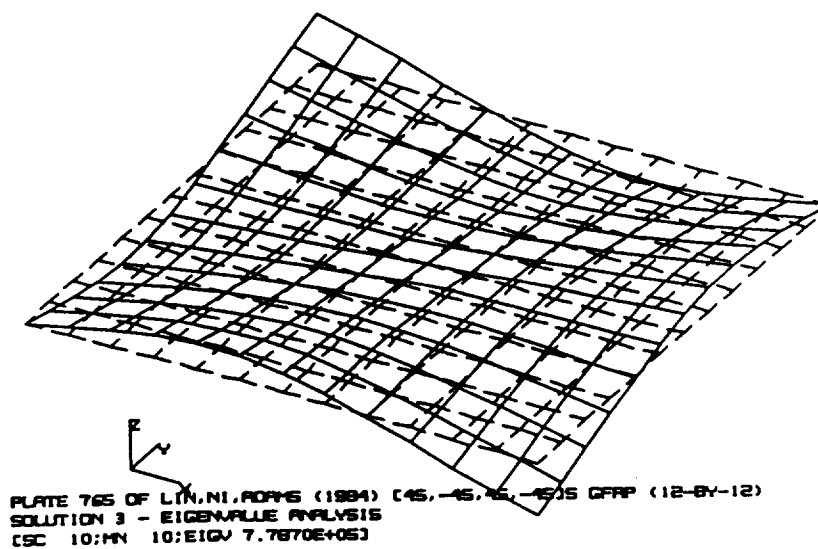 Z
Y
X
PLATE 765 OF LIN,NI,ADAMS (1984) [45,-45,45,-45]S GFRP (12-BY-12)
SOLUTION 3 - EIGENVALUE ANALYSIS
[SC 10;MN 10;EIGV 7.7870E+05]